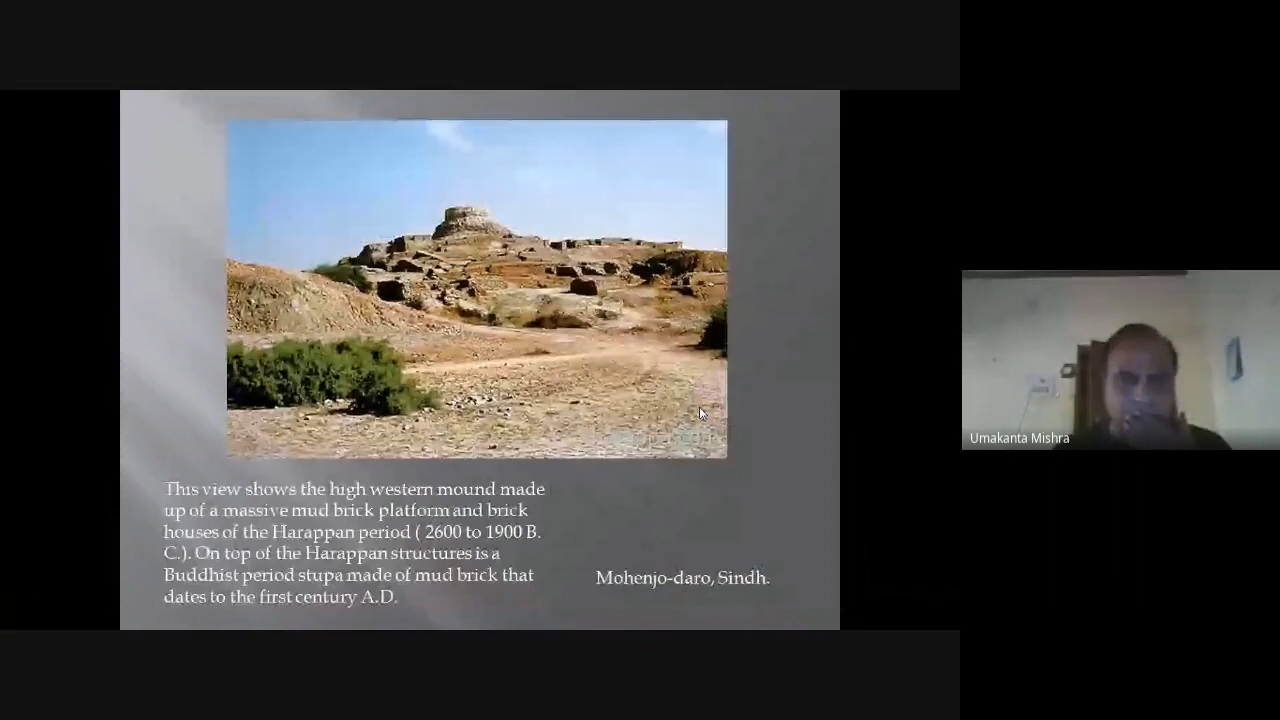 This view shows the high western mound made
up of a massive mud brick platform and brick
houses of the Harappan period ( 2600 to 1900 B.
C.). On top of the Harappan structures is a
Buddhist period stupa made of mud brick that
dates to the first century A.D.
Mohenjo-daro, Sindh.
Umakanta Mishra